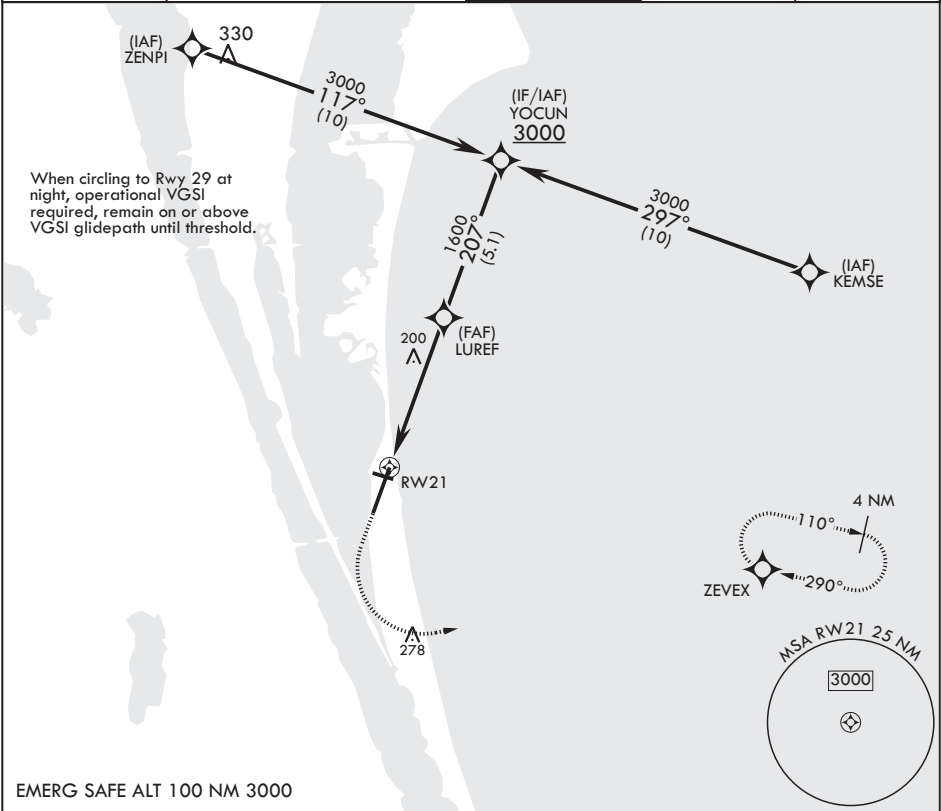 (IAF)
ZENPI
330
3000
117°
(10)
(IF/IAF)
YOCUN
3000
When circling to Rwy 29 at
night, operational VGSI
required, remain on or above
VGSI glidepath until threshold.
3000
297°
(10)
1600
207°
(5.1)
(IAF)
KEMSE
(FAF)
LUREF
200
RW21
4 NM
110°
290°
ZEVEX
278
MSA RW21 25 NM
3000
EMERG SAFE ALT 100 NM 3000